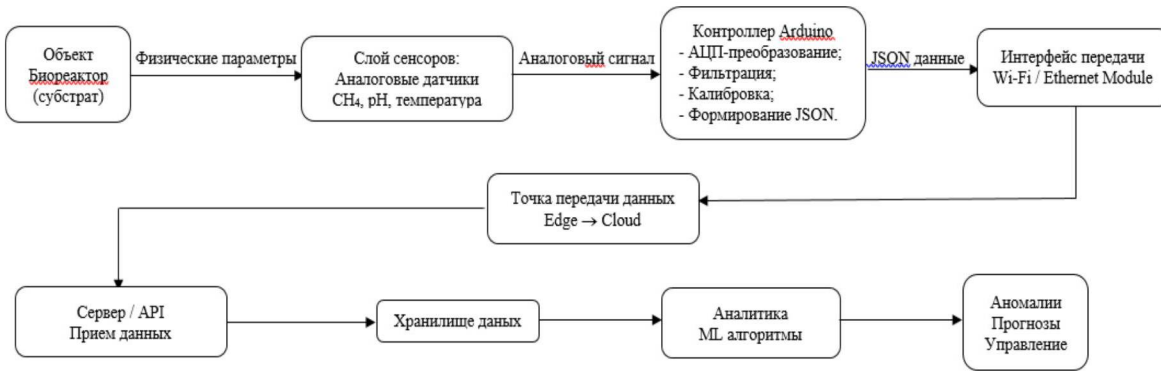 Объект
Биореактор
(субстрат)
Физические параметры
Слой сенсоров:
Аналоговые датчики
CH₄, pH, температура
Аналоговый сигнал
Контроллер Arduino
- АЦП-преобразование;
- Фильтрация;
- Калибровка;
- Формирование JSON.
JSON данные
Интерфейс передачи
Wi-Fi / Ethernet Module
Точка передачи данных
Edge → Cloud
Сервер / API
Прием данных
Хранилище даных
Аналитика
ML алгоритмы
Аномалии
Прогнозы
Управление